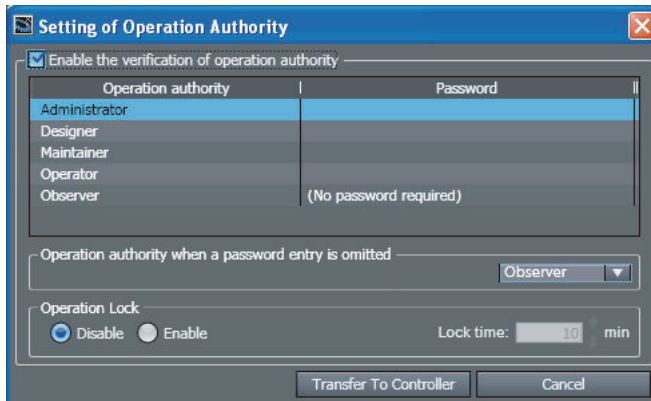 Setting of Operation Authority
Enable the verification of operation authority
Operation authority Password
Administrator
Designer
Maintainer
Operator
Observer (No password required)
Operation authority when a password entry is omitted
Observer
Operation Lock
Disable Enable Lock time: 10 min
Transfer To Controller Cancel